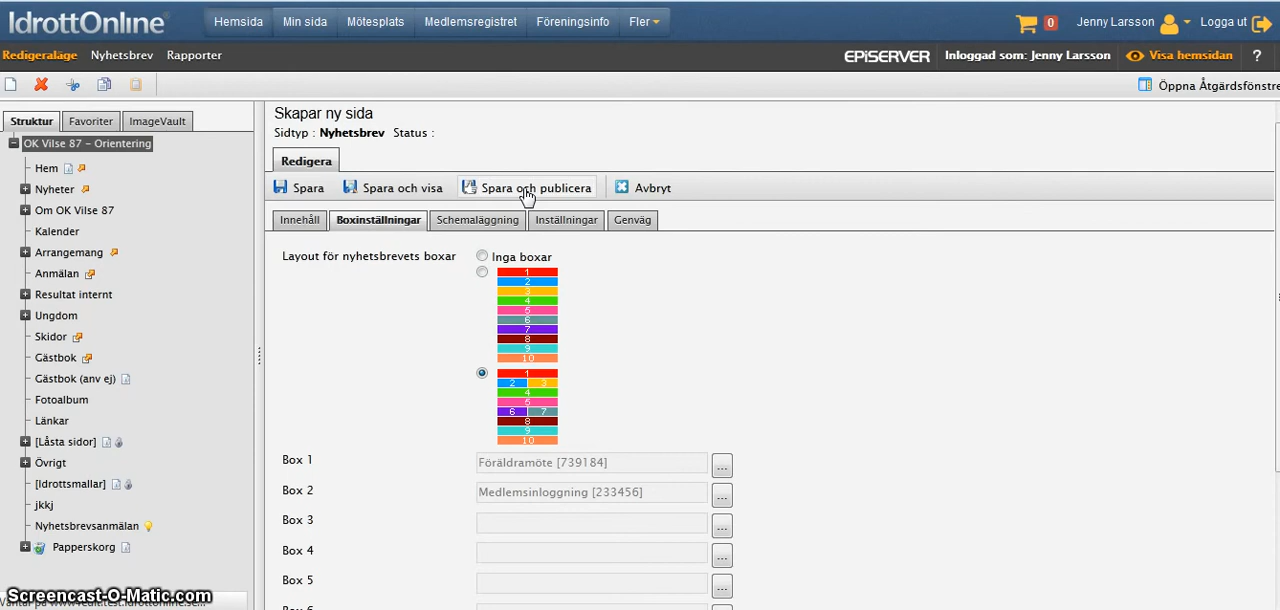 IdrottOnline Hemsida Min sida Mötesplats Medlemsregistret Föreningsinfo Fler 0 Jenny Larsson Logga ut
Redigeraläge Nyhetsbrev Rapporter EPISERVER Inloggad som: Jenny Larsson Visa hemsidan ?
Öppna Åtgärdsfönstre
Struktur Favoriter ImageVault
OK Vilse 87 - Orientering
Hem
Nyheter
Om OK Vilse 87
Kalender
Arrangemang
Anmälan
Resultat internt
Ungdom
Skidor
Gästbok
Gästbok (anv ej)
Fotoalbum
Länkar
[Låsta sidor]
Övrigt
[Idrottsmallar]
jkkj
Nyhetsbrevsanmälan
Papperskorg
Skapar ny sida
Sidtyp : Nyhetsbrev Status :
Redigera
Spara Spara och visa Spara och publicera Avbryt
Innehåll Boxinställningar Schemaläggning Inställningar Genväg
Layout för nyhetsbrevets boxar Inga boxar
1
2
3
4
5
6
7
8
9
10
1
2 3
4
5
6 7
8
9
10
Box 1 Föräldramöte [739184] ...
Box 2 Medlemsinloggning [233456] ...
Box 3 ...
Box 4 ...
Box 5 ...
Screencast-O-Matic.com